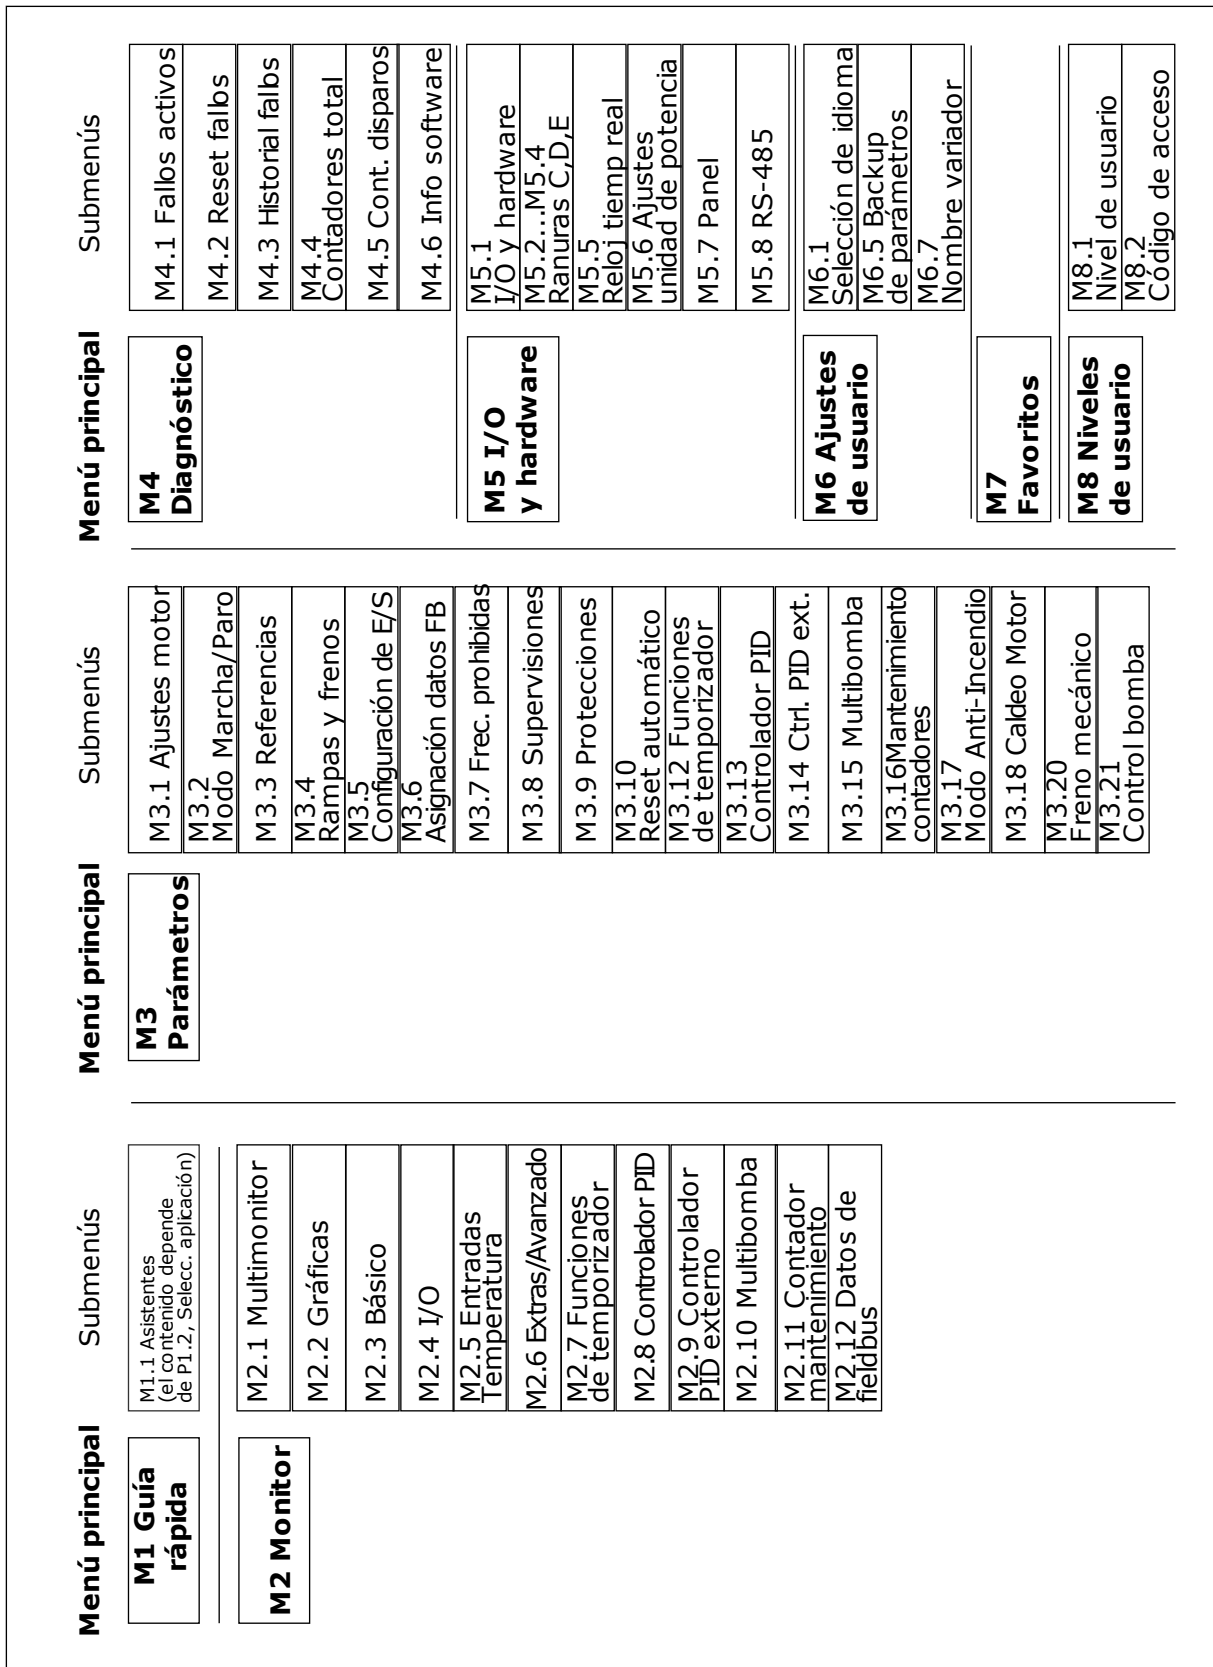 Menú principal
Submenús
M1 Guía
rápida
M1.1 Asistentes
(el contenido depende
de P1.2, Selecc. aplicación)
M2 Monitor
M2.1 Multimonitor
M2.2 Gráficas
M2.3 Básico
M2.4 I/O
M2.5 Entradas
Temperatura
M2.6 Extras/Avanzado
M2.7 Funciones
de temporizador
M2.8 Controlador PID
M2.9 Controlador
PID externo
M2.10 Multibomba
M2.11 Contador
mantenimiento
M2.12 Datos de
fieldbus
Menú principal
Submenús
M3
Parámetros
M3.1 Ajustes motor
M3.2
Modo Marcha/Paro
M3.3 Referencias
M3.4
Rampas y frenos
M3.5
Configuración de E/S
M3.6
Asignación datos FB
M3.7 Frec. prohibidas
M3.8 Supervisiones
M3.9 Protecciones
M3.10
Reset automático
M3.12 Funciones
de temporizador
M3.13
Controlador PID
M3.14 Ctrl. PID ext.
M3.15 Multibomba
M3.16Mantenimiento
contadores
M3.17
Modo Anti-Incendio
M3.18 Caldeo Motor
M3.20
Freno mecánico
M3.21
Control bomba
Menú principal
Submenús
M4
Diagnóstico
M4.1 Fallos activos
M4.2 Reset fallos
M4.3 Historial fallos
M4.4
Contadores total
M4.5 Cont. disparos
M4.6 Info software
M5 I/O
y hardware
M5.1
I/O y hardware
M5.2...M5.4
Ranuras C,D,E
M5.5
Reloj tiemp real
M5.6 Ajustes
unidad de potencia
M5.7 Panel
M5.8 RS-485
M6 Ajustes
de usuario
M6.1
Selección de idioma
M6.5 Backup
de parámetros
M6.7
Nombre variador
M7
Favoritos
M8 Niveles
de usuario
M8.1
Nivel de usuario
M8.2
Código de acceso